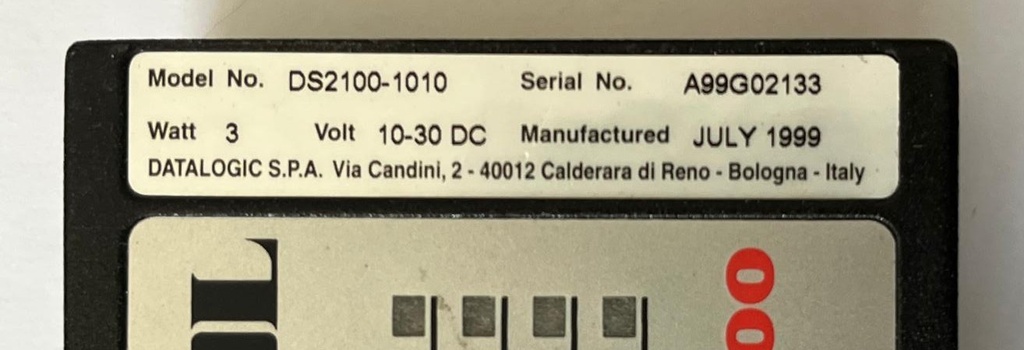 Model No. DS2100-1010 Serial No. A99G02133
Watt 3 Volt 10-30 DC Manufactured JULY 1999
DATALOGIC S.P.A. Via Candini, 2 - 40012 Calderara di Reno - Bologna - Italy